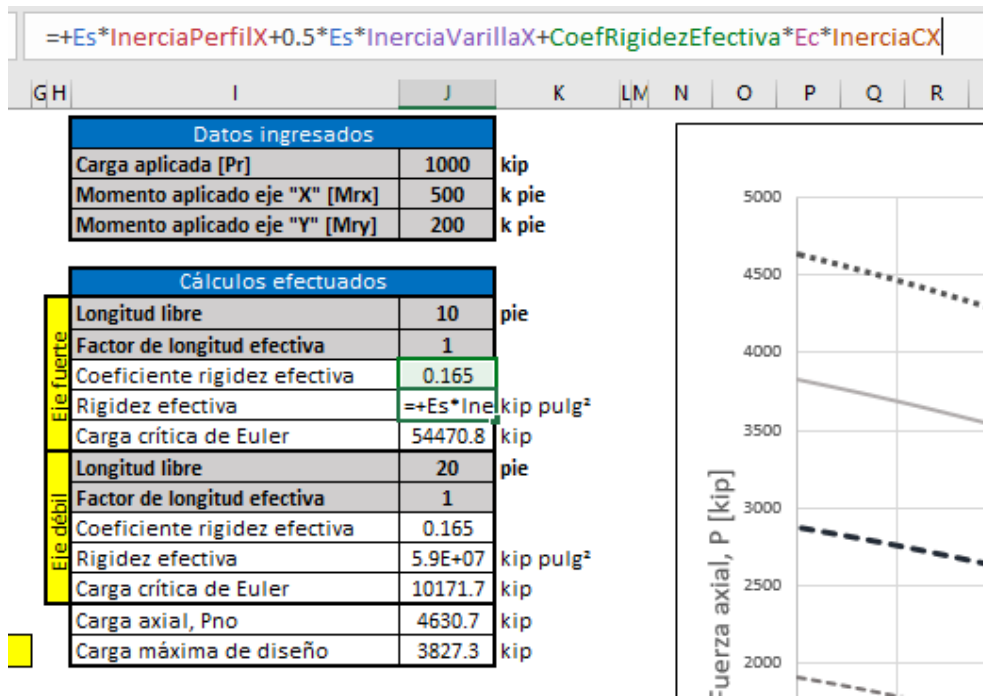 =+Es*InerciaPerfilX+0.5*Es*InerciaVarillaX+CoefRigidezEfectiva*Ec*InerciaCX
G H I J K L M N O P Q R
Datos ingresados
Carga aplicada [Pr] 1000 kip
Momento aplicado eje "X" [Mrx] 500 k pie
Momento aplicado eje "Y" [Mry] 200 k pie
Cálculos efectuados
Eje fuerte
Longitud libre 10 pie
Factor de longitud efectiva 1
Coeficiente rigidez efectiva 0.165
Rigidez efectiva =+Es*Ine kip pulg²
Carga crítica de Euler 54470.8 kip
Eje débil
Longitud libre 20 pie
Factor de longitud efectiva 1
Coeficiente rigidez efectiva 0.165
Rigidez efectiva 5.9E+07 kip pulg²
Carga crítica de Euler 10171.7 kip
Carga axial, Pno 4630.7 kip
Carga máxima de diseño 3827.3 kip
Fuerza axial, P [kip]
5000
4500
4000
3500
3000
2500
2000